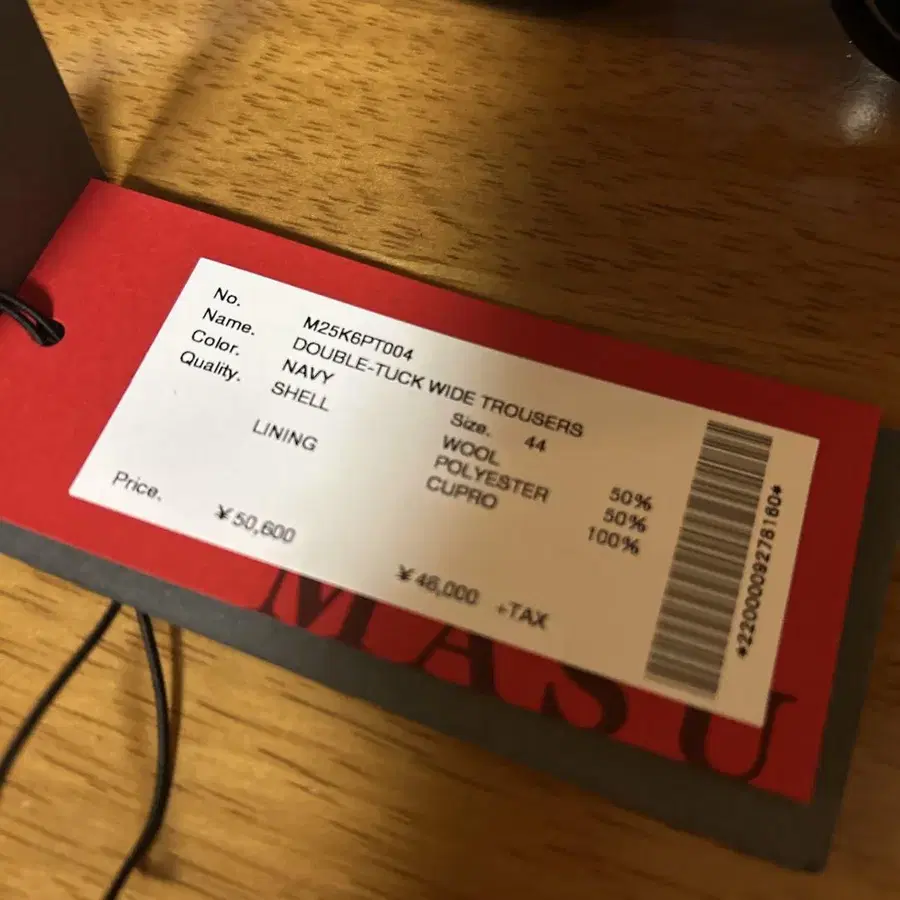 No. M25K6PT004
Name. DOUBLE-TUCK WIDE TROUSERS
Color. NAVY Size. 44
Quality. SHELL WOOL 50%
POLYESTER 50%
LINING CUPRO 100%
Price. ¥50,600
¥46,000 +TAX
*2200009278160*
MASU